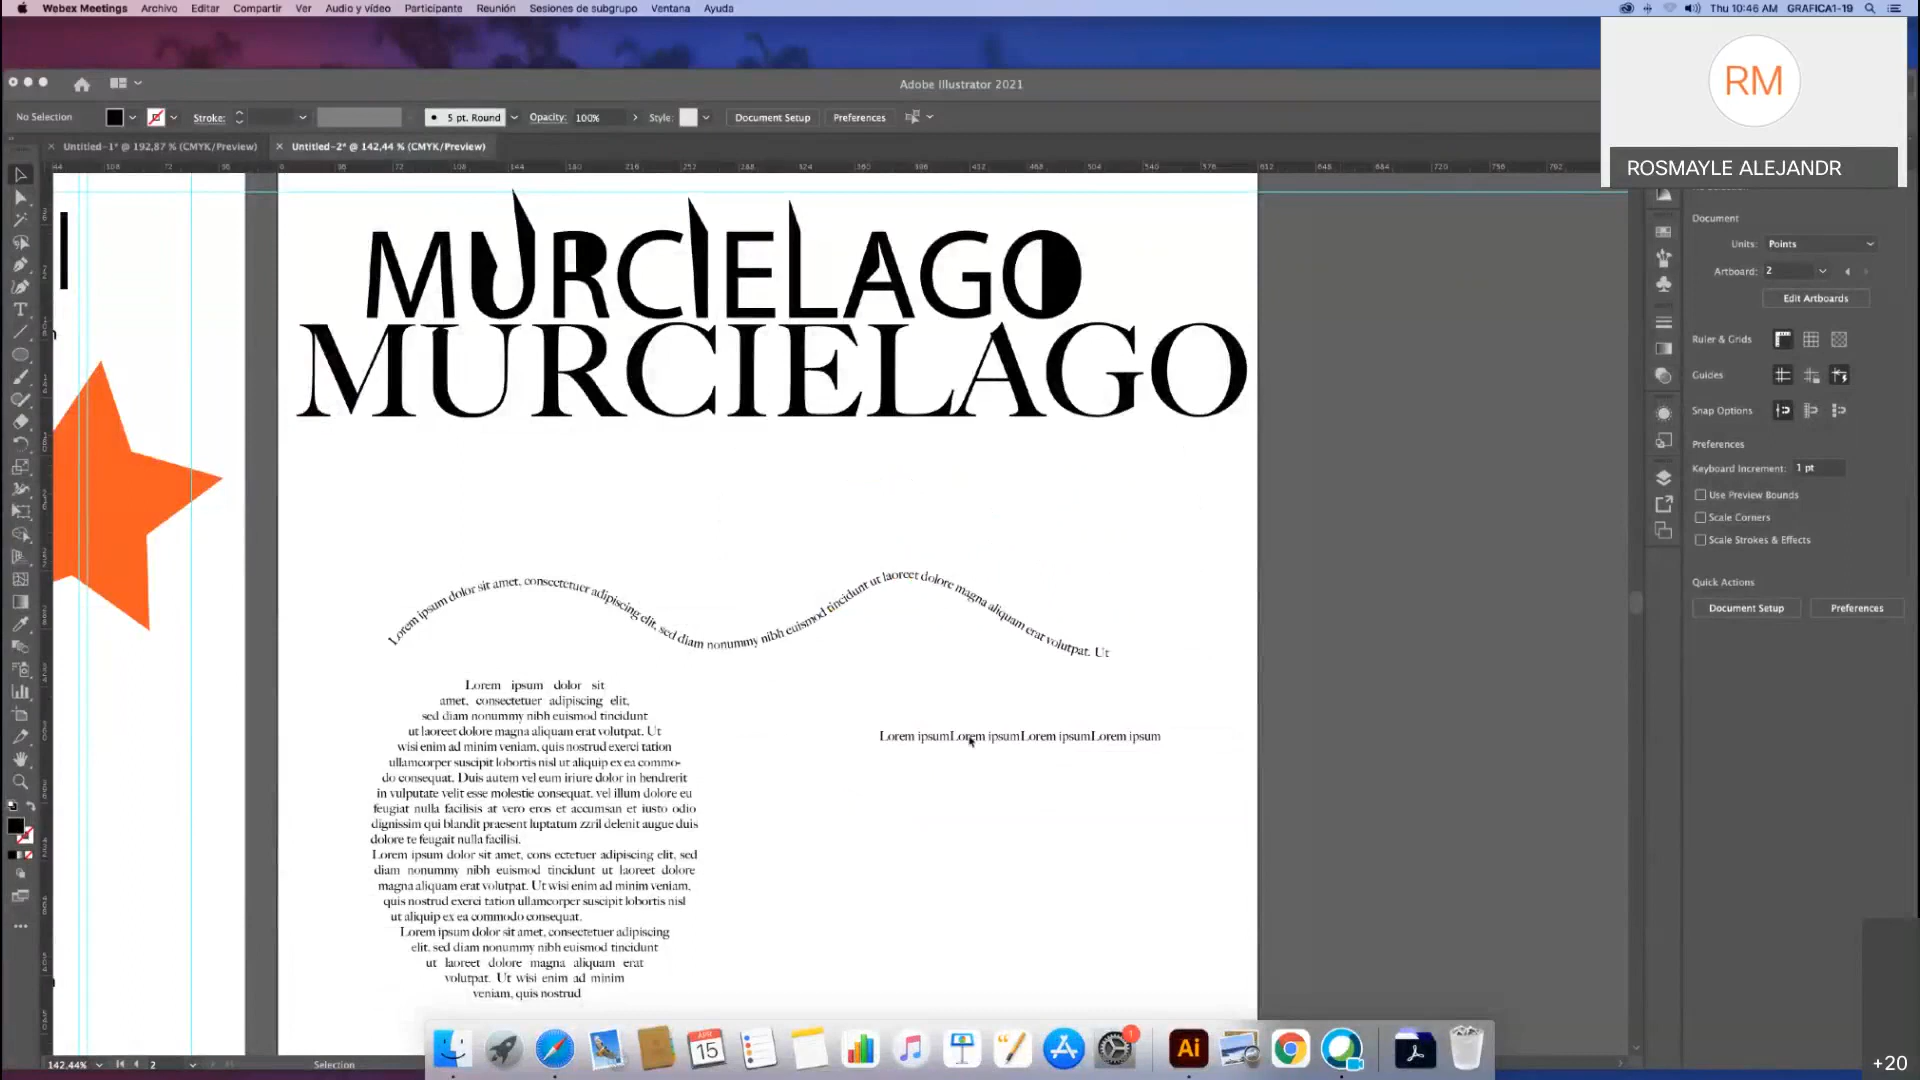 Webex Meetings Archivo Editar Compartir Ver Audio y vídeo Participante Reunión Sesiones de subgrupo Ventana Ayuda
Thu 10:46 AM GRAFICA1-19
RM
ROSMAYLE ALEJANDR
Adobe Illustrator 2021
No Selection Stroke: 5 pt. Round Opacity: 100% Style: Document Setup Preferences
Untitled-1* @ 192,87 % (CMYK/Preview) Untitled-2* @ 142,44 % (CMYK/Preview)
MURCIELAGO
MURCIELAGO
Lorem ipsum dolor sit amet, consectetuer adipiscing elit, sed diam nonummy nibh euismod tincidunt ut laoreet dolore magna aliquam erat volutpat. Ut
Lorem ipsum dolor sit
amet, consectetuer adipiscing elit,
sed diam nonummy nibh euismod tincidunt
ut laoreet dolore magna aliquam erat volutpat. Ut
wisi enim ad minim veniam, quis nostrud exerci tation
ullamcorper suscipit lobortis nisl ut aliquip ex ea commo-
do consequat. Duis autem vel eum iriure dolor in hendrerit
in vulputate velit esse molestie consequat, vel illum dolore eu
feugiat nulla facilisis at vero eros et accumsan et iusto odio
dignissim qui blandit praesent luptatum zzril delenit augue duis
dolore te feugait nulla facilisi.
Lorem ipsum dolor sit amet, cons ectetuer adipiscing elit, sed
diam nonummy nibh euismod tincidunt ut laoreet dolore
magna aliquam erat volutpat. Ut wisi enim ad minim veniam,
quis nostrud exerci tation ullamcorper suscipit lobortis nisl
ut aliquip ex ea commodo consequat.
Lorem ipsum dolor sit amet, consectetuer adipiscing
elit, sed diam nonummy nibh euismod tincidunt
ut laoreet dolore magna aliquam erat
volutpat. Ut wisi enim ad minim
veniam, quis nostrud
Lorem ipsumLorem ipsumLorem ipsumLorem ipsum
Document
Units: Points
Artboard: 2
Edit Artboards
Ruler & Grids
Guides
Snap Options
Preferences
Keyboard Increment: 1 pt
Use Preview Bounds
Scale Corners
Scale Strokes & Effects
Quick Actions
Document Setup Preferences
142,44% 2 Selection
APR
15
1
Ai
+20